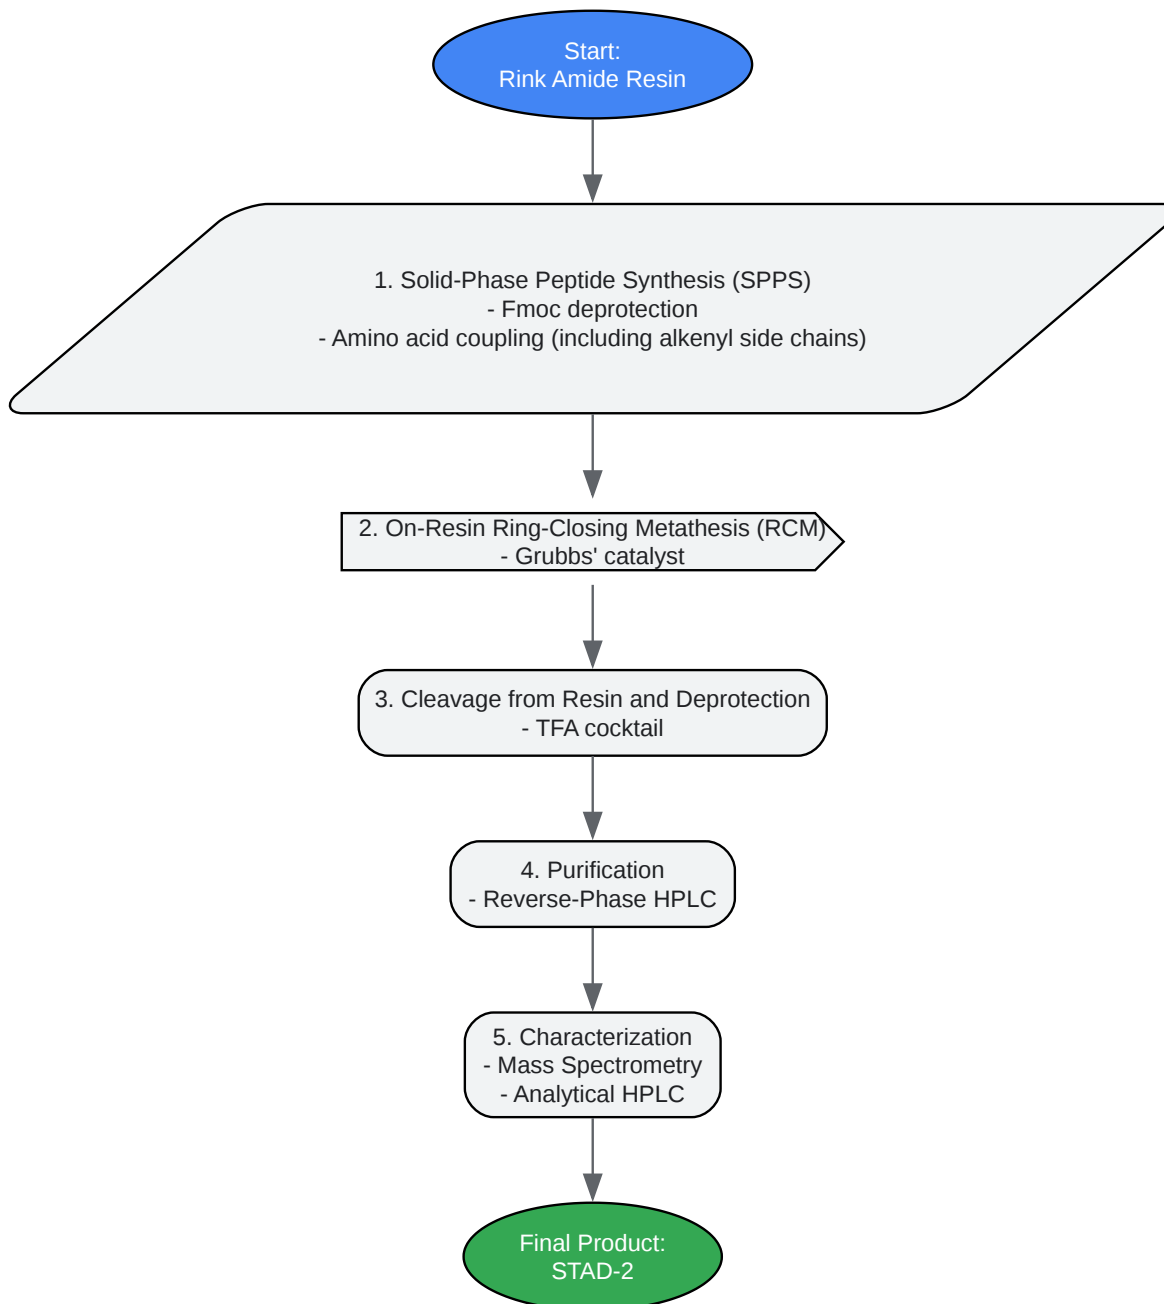 Start:
Rink Amide Resin
1. Solid-Phase Peptide Synthesis (SPPS)
- Fmoc deprotection
- Amino acid coupling (including alkenyl side chains)
2. On-Resin Ring-Closing Metathesis (RCM)
- Grubbs' catalyst
3. Cleavage from Resin and Deprotection
- TFA cocktail
4. Purification
- Reverse-Phase HPLC
5. Characterization
- Mass Spectrometry
- Analytical HPLC
Final Product:
STAD-2